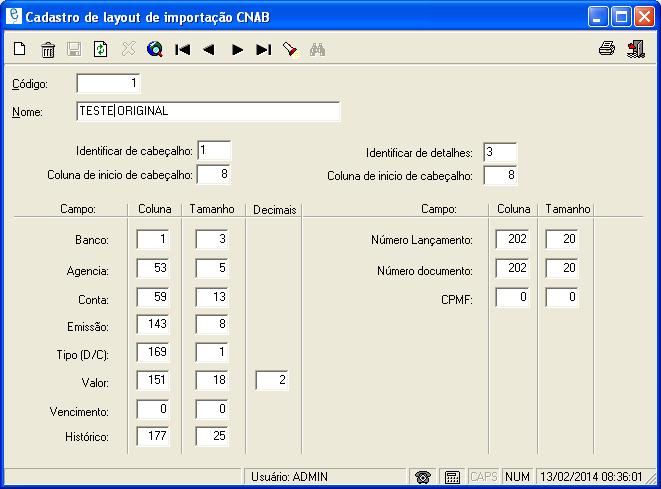 Cadastro de layout de importação CNAB
Código: 1
Nome: TESTE ORIGINAL
Identificar de cabeçalho: 1 Identificar de detalhes: 3
Coluna de inicio de cabeçalho: 8 Coluna de inicio de cabeçalho: 8
Campo: Coluna Tamanho Decimais Campo: Coluna Tamanho
Banco: 1 3 Número Lançamento: 202 20
Agencia: 53 5 Número documento: 202 20
Conta: 59 13 CPMF: 0 0
Emissão: 143 8
Tipo (D/C): 169 1
Valor: 151 18 2
Vencimento: 0 0
Histórico: 177 25
Usuário: ADMIN CAPS NUM 13/02/2014 08:36:01